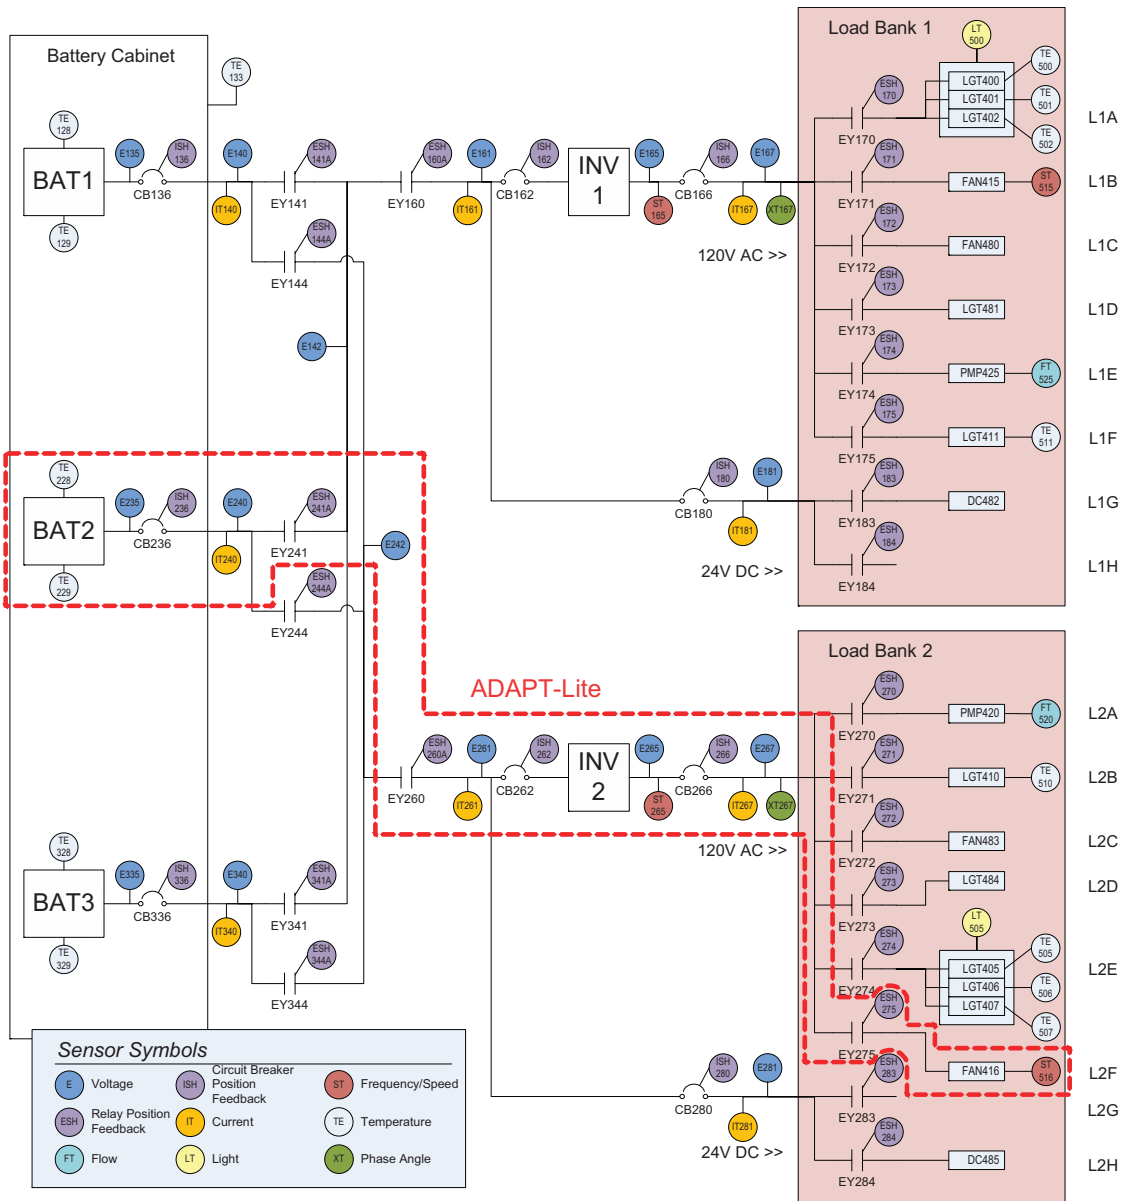 Battery Cabinet
TE 133
TE 128
BAT1
TE 129
E135
ISH 136
CB136
E140
IT140
ESH 141A
EY141
ESH 144A
EY144
E142
ESH 160A
EY160
E161
IT161
ISH 162
CB162
INV 1
E165
ST 165
ISH 166
CB166
E167
IT167
XT167
120V AC >>
ISH 180
CB180
E181
IT181
24V DC >>
Load Bank 1
LT 500
TE 500
TE 501
TE 502
LGT400
LGT401
LGT402
ESH 170
EY170
L1A
ESH 171
EY171
FAN415
ST 515
L1B
ESH 172
EY172
FAN480
L1C
ESH 173
EY173
LGT481
L1D
ESH 174
EY174
PMP425
FT 525
L1E
ESH 175
EY175
LGT411
TE 511
L1F
ESH 183
EY183
DC482
L1G
ESH 184
EY184
L1H
TE 228
BAT2
TE 229
E235
ISH 236
CB236
E240
IT240
ESH 241A
EY241
ESH 244A
EY244
E242
ADAPT-Lite
ESH 260A
EY260
E261
IT261
ISH 262
CB262
INV 2
E265
ST 265
ISH 266
CB266
E267
IT267
XT267
120V AC >>
TE 328
BAT3
TE 329
E335
ISH 336
CB336
E340
IT340
ESH 341A
EY341
ESH 344A
EY344
ISH 280
CB280
E281
IT281
24V DC >>
Load Bank 2
ESH 270
EY270
PMP420
FT 520
L2A
ESH 271
EY271
LGT410
TE 510
L2B
ESH 272
EY272
FAN483
L2C
ESH 273
EY273
LGT484
L2D
LT 505
ESH 274
EY274
LGT405
LGT406
LGT407
TE 505
TE 506
TE 507
L2E
ESH 275
EY275
FAN416
ST 516
L2F
ESH 283
EY283
L2G
ESH 284
EY284
DC485
L2H
Sensor Symbols
E Voltage
ISH Circuit Breaker
Position
Feedback
ST Frequency/Speed
ESH Relay Position
Feedback
IT Current
TE Temperature
FT Flow
LT Light
XT Phase Angle